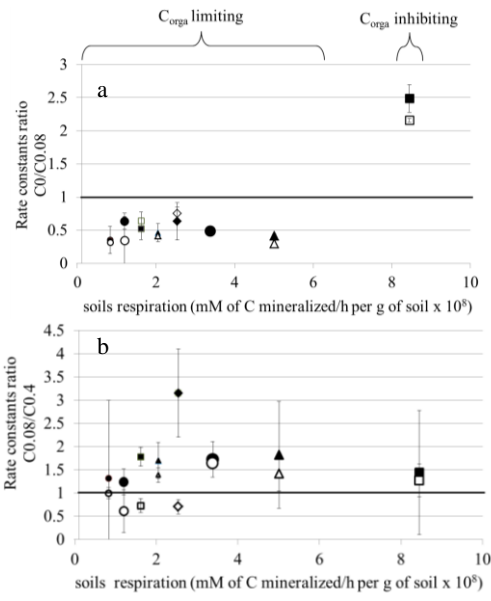 C_orga limiting
C_orga inhibiting
a
Rate constants ratio
C0/C0.08
3
2.5
2
1.5
1
0.5
0
0 2 4 6 8 10
soils respiration (mM of C mineralized/h per g of soil x 10⁸)
b
Rate constants ratio
C0.08/C0.4
4.5
4
3.5
3
2.5
2
1.5
1
0.5
0
0 2 4 6 8 10
soils respiration (mM of C mineralized/h per g of soil x 10⁸)